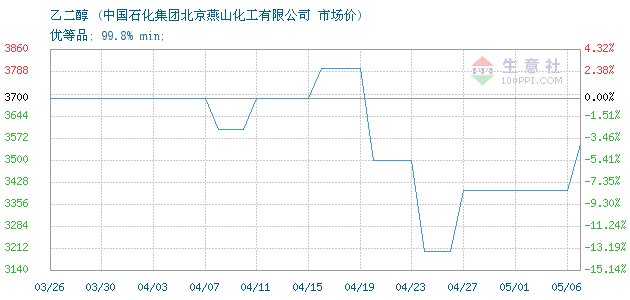 乙二醇 (中国石化集团北京燕山化工有限公司 市场价)
优等品; 99.8% min;
3860 4.32%
3788 2.38%
3700 0.00%
3644 -1.51%
3572 -3.46%
3500 -5.41%
3428 -7.35%
3356 -9.30%
3284 -11.24%
3212 -13.19%
3140 -15.14%
生意社
100PPI.COM
03/26 03/30 04/03 04/07 04/11 04/15 04/19 04/23 04/27 05/01 05/06